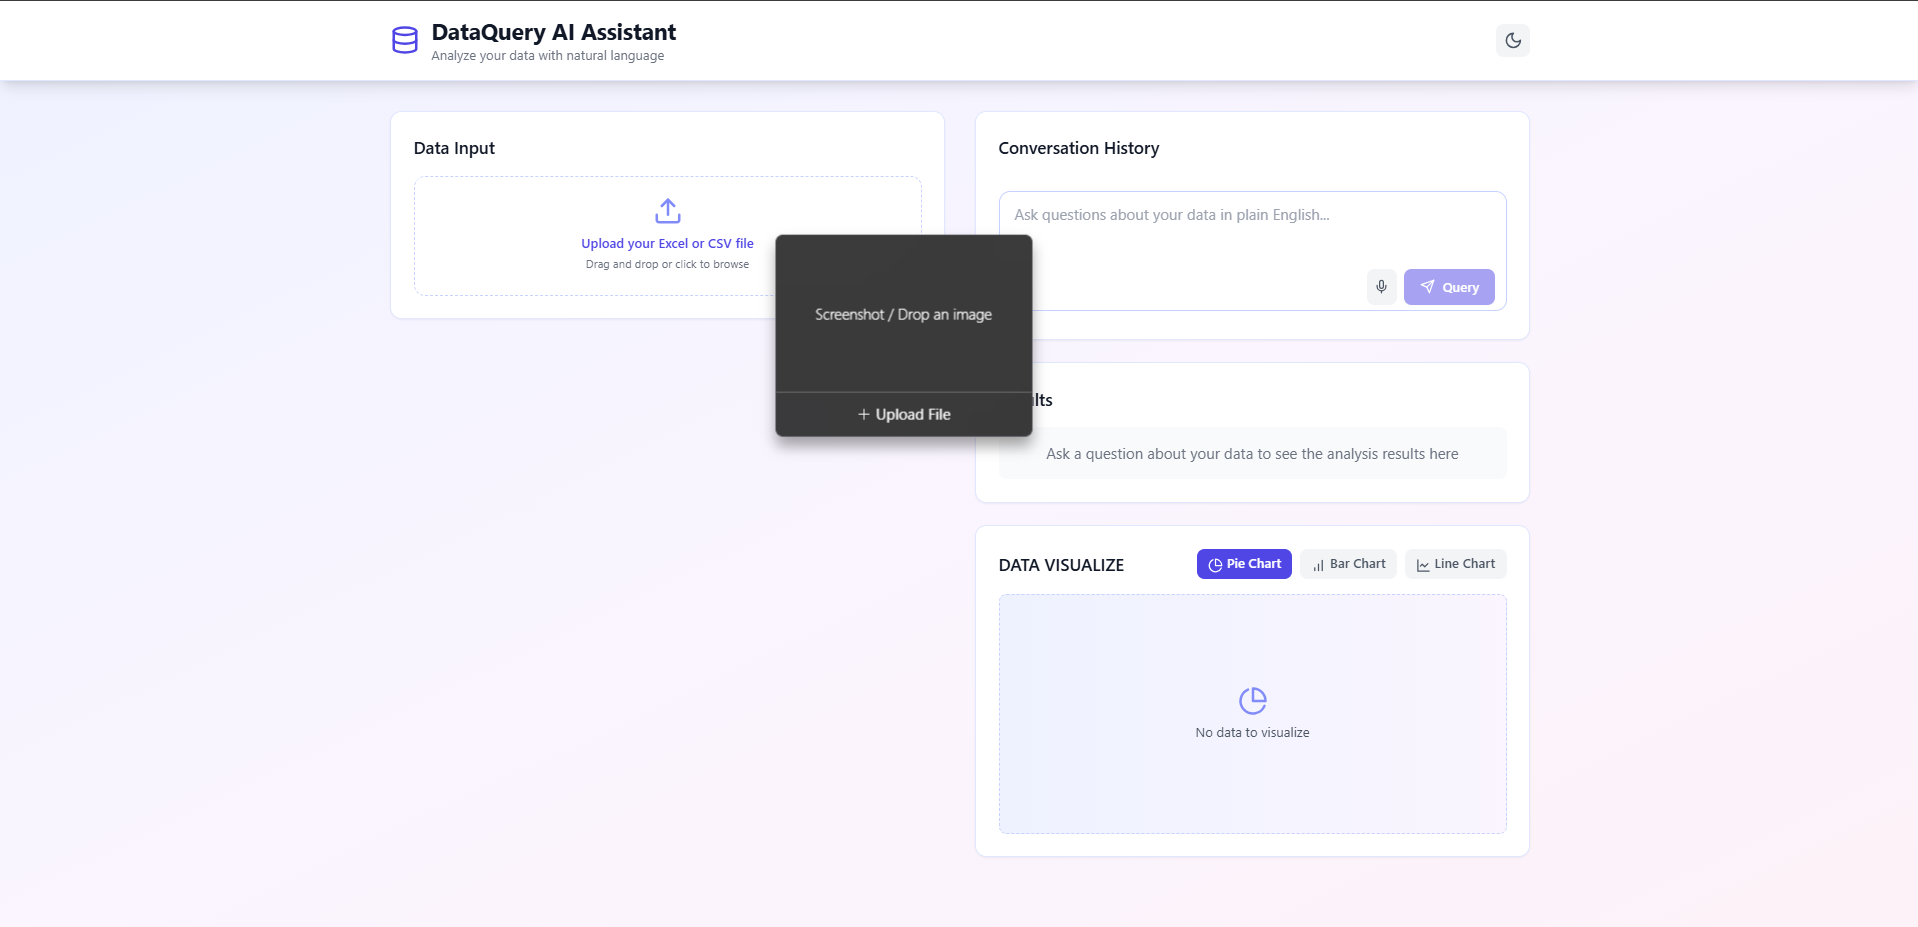 DataQuery AI Assistant
Analyze your data with natural language
Data Input
Upload your Excel or CSV file
Drag and drop or click to browse
Screenshot / Drop an image
+ Upload File
Conversation History
Ask questions about your data in plain English...
Query
lts
Ask a question about your data to see the analysis results here
DATA VISUALIZE
Pie Chart
Bar Chart
Line Chart
No data to visualize